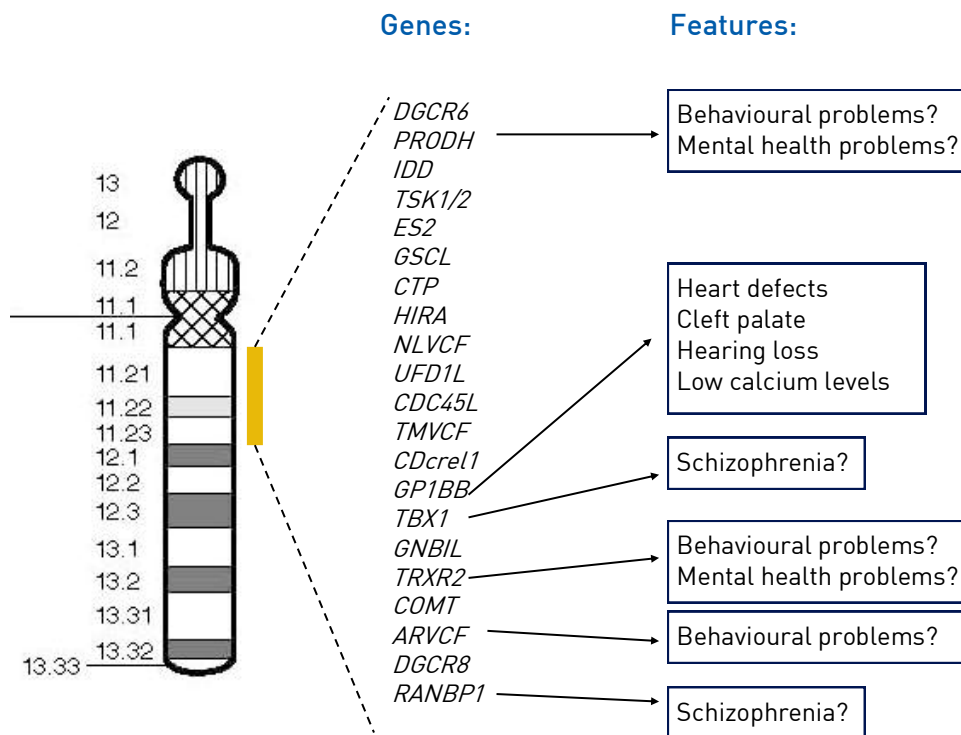 Genes:
Features:
13
12
11.2
11.1
11.1
11.21
11.22
11.23
12.1
12.2
12.3
13.1
13.2
13.31
13.32
13.33
DGCR6
PRODH
IDD
TSK1/2
ES2
GSCL
CTP
HIRA
NLVCF
UFD1L
CDC45L
TMVCF
CDcrel1
GP1BB
TBX1
GNBIL
TRXR2
COMT
ARVCF
DGCR8
RANBP1
Behavioural problems?
Mental health problems?
Heart defects
Cleft palate
Hearing loss
Low calcium levels
Schizophrenia?
Behavioural problems?
Mental health problems?
Behavioural problems?
Schizophrenia?